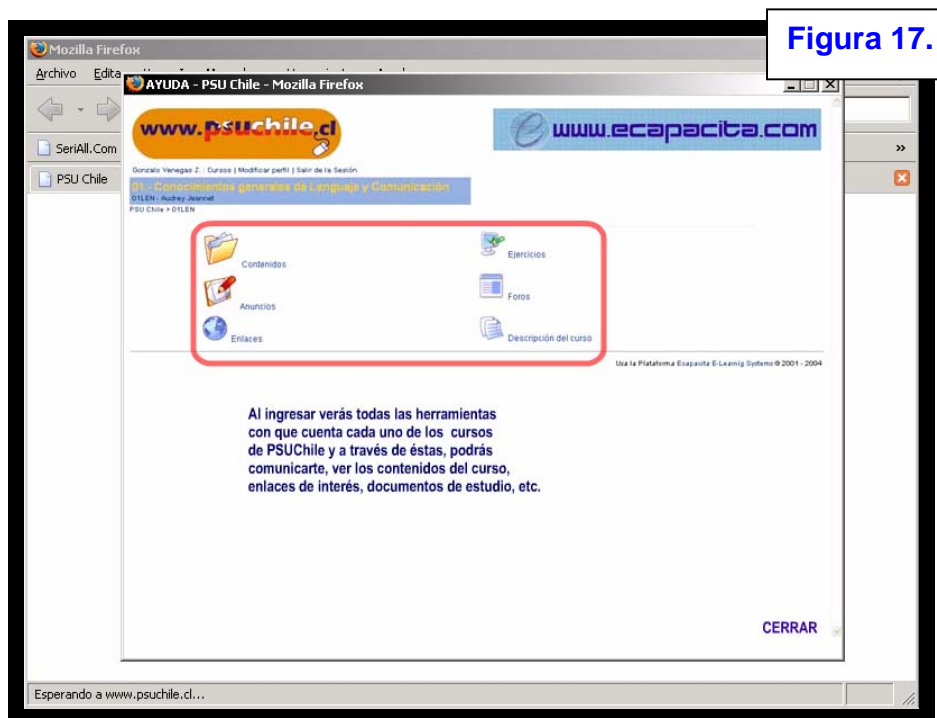 Figura 17.
Mozilla Firefox
Archivo Edita
AYUDA - PSU Chile - Mozilla Firefox
SeriAll.Com
»
PSU Chile
www.psuchile.cl
www.ecapacita.com
Gonzalo Venegas Z. : Cursos | Modificar perfil | Salir de la Sesión
01.- Conocimientos generales de Lenguaje y Comunicación
01LEN - Audrey Jeannet
PSU Chile > 01LEN
Contenidos
Ejercicios
Anuncios
Foros
Enlaces
Descripción del curso
Usa la Plataforma Ecapacita E-Learnig Systems © 2001 - 2004
Al ingresar verás todas las herramientas
con que cuenta cada uno de los cursos
de PSUChile y a través de éstas, podrás
comunicarte, ver los contenidos del curso,
enlaces de interés, documentos de estudio, etc.
CERRAR
Esperando a www.psuchile.cl...